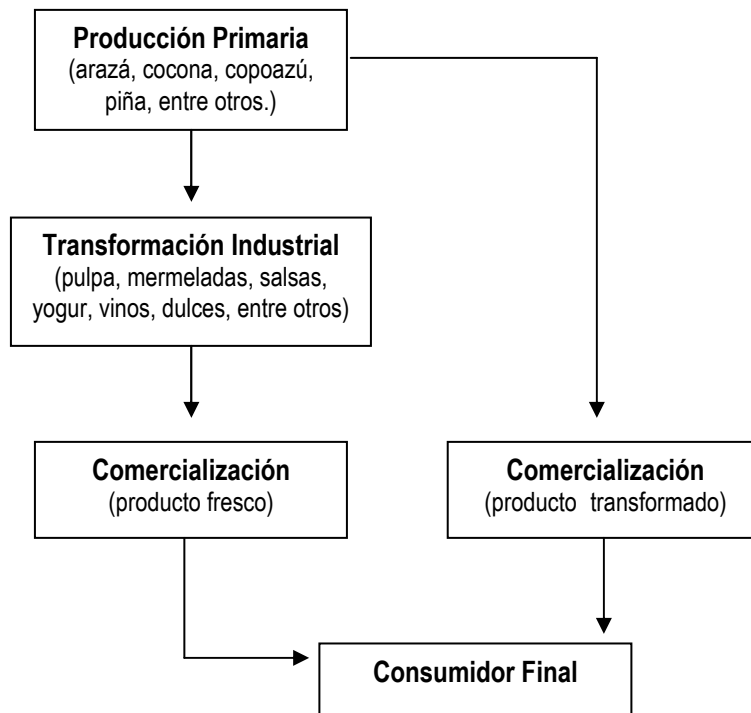 Producción Primaria
(arazá, cocona, copoazú,
piña, entre otros.)
Transformación Industrial
(pulpa, mermeladas, salsas,
yogur, vinos, dulces, entre otros)
Comercialización
(producto fresco)
Comercialización
(producto transformado)
Consumidor Final